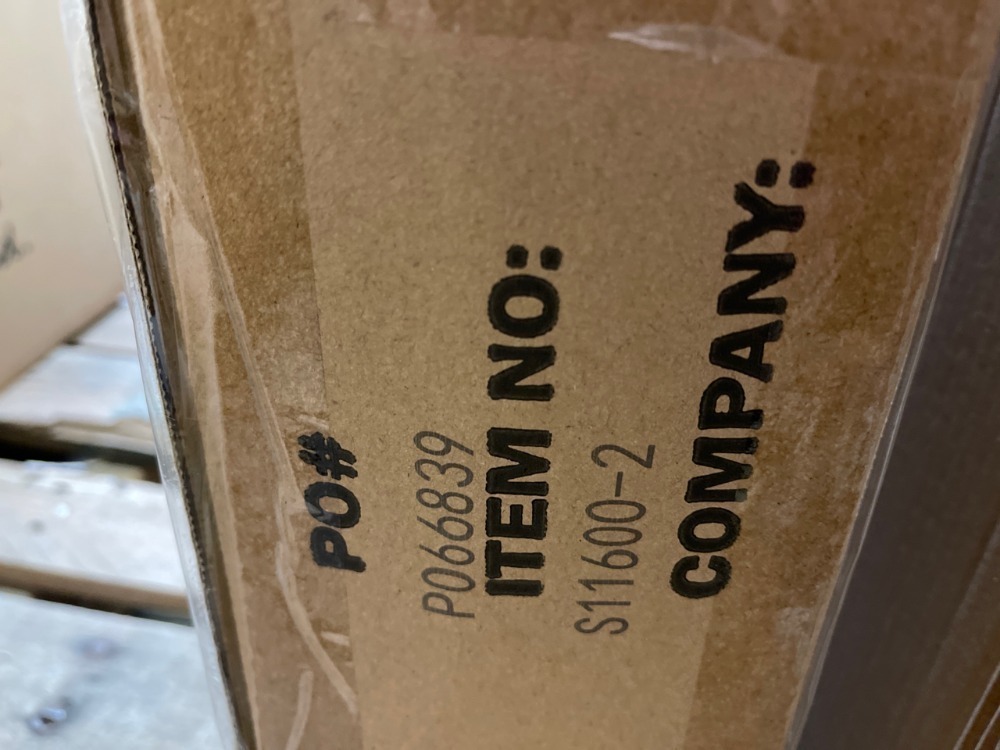 PO#
P066839
ITEM NO:
S11600-2
COMPANY: